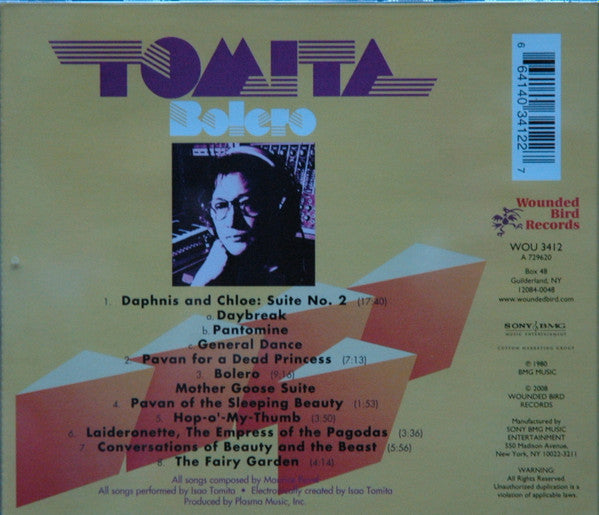 TOMITA
Bolero
1. Daphnis and Chloe: Suite No. 2 (17:40)
a. Daybreak
b. Pantomine
c. General Dance
2. Pavan for a Dead Princess (7:13)
3. Bolero (9:16)
Mother Goose Suite
4. Pavan of the Sleeping Beauty (1:53)
5. Hop-o'-My-Thumb (3:50)
6. Laideronette, The Empress of the Pagodas (3:36)
7. Conversations of Beauty and the Beast (5:56)
8. The Fairy Garden (4:14)
All songs composed by Maurice Ravel
All songs performed by Isao Tomita • Electronically created by Isao Tomita
Produced by Plasma Music, Inc.
6 64140 34122 7
Wounded
Bird
Records
WOU 3412
A 729620
Box 48
Guilderland, NY
12084-0048
www.woundedbird.com
SONY BMG
MUSIC ENTERTAINMENT
CUSTOM MARKETING GROUP
℗ 1980
BMG MUSIC
© 2008
WOUNDED BIRD
RECORDS
Manufactured by
SONY BMG MUSIC
ENTERTAINMENT
550 Madison Avenue,
New York, NY 10022-3211
WARNING:
All Rights Reserved.
Unauthorized duplication is a
violation of applicable laws.